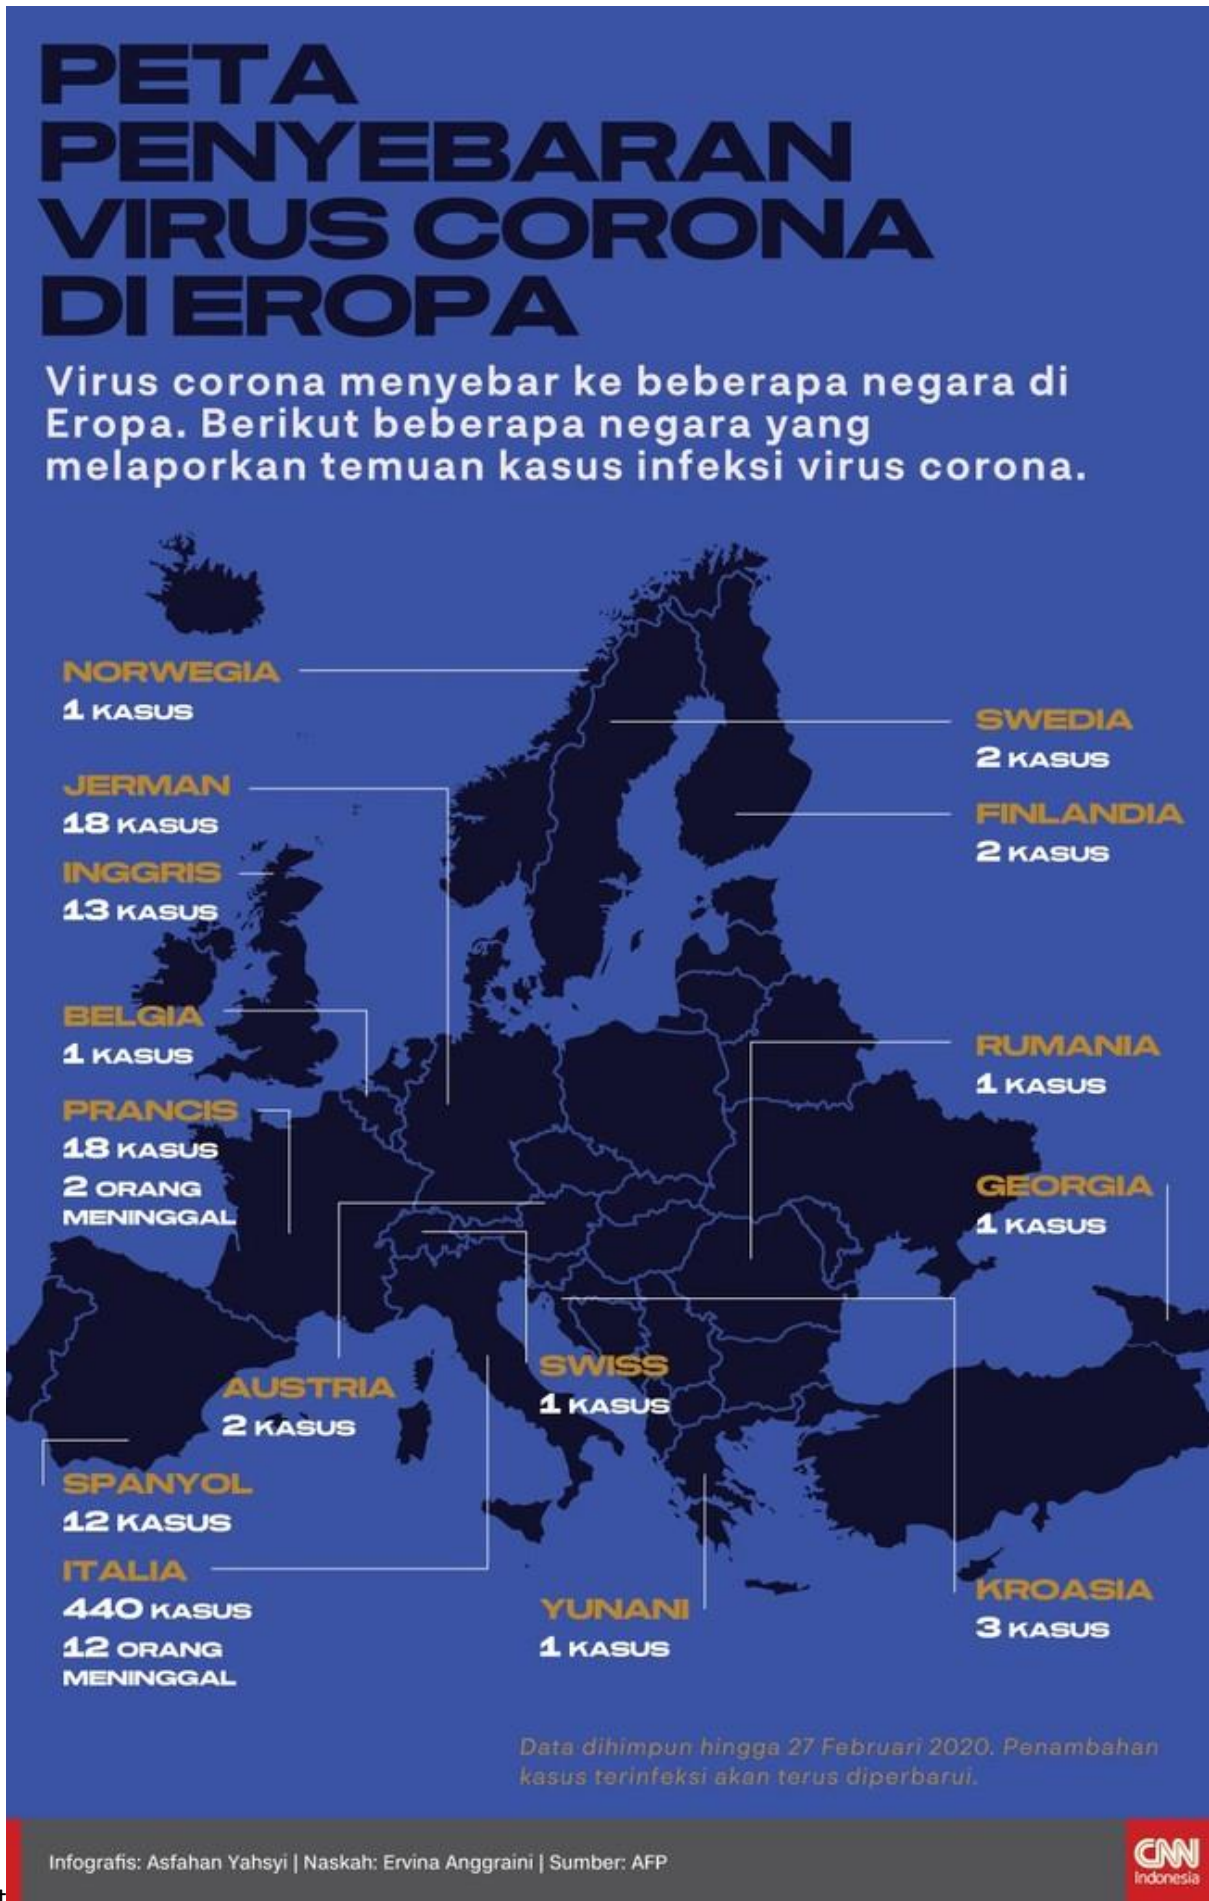 PETA
PENYEBARAN
VIRUS CORONA
DI EROPA
Virus corona menyebar ke beberapa negara di
Eropa. Berikut beberapa negara yang
melaporkan temuan kasus infeksi virus corona.
NORWEGIA
1 KASUS
JERMAN
18 KASUS
INGGRIS
13 KASUS
BELGIA
1 KASUS
PRANCIS
18 KASUS
2 ORANG
MENINGGAL
SWEDIA
2 KASUS
FINLANDIA
2 KASUS
RUMANIA
1 KASUS
GEORGIA
1 KASUS
AUSTRIA
2 KASUS
SWISS
1 KASUS
SPANYOL
12 KASUS
ITALIA
440 KASUS
12 ORANG
MENINGGAL
YUNANI
1 KASUS
KROASIA
3 KASUS
Data dihimpun hingga 27 Februari 2020. Penambahan
kasus terinfeksi akan terus diperbarui.
Infografis: Asfahan Yahsyi | Naskah: Ervina Anggraini | Sumber: AFP
CNN
Indonesia